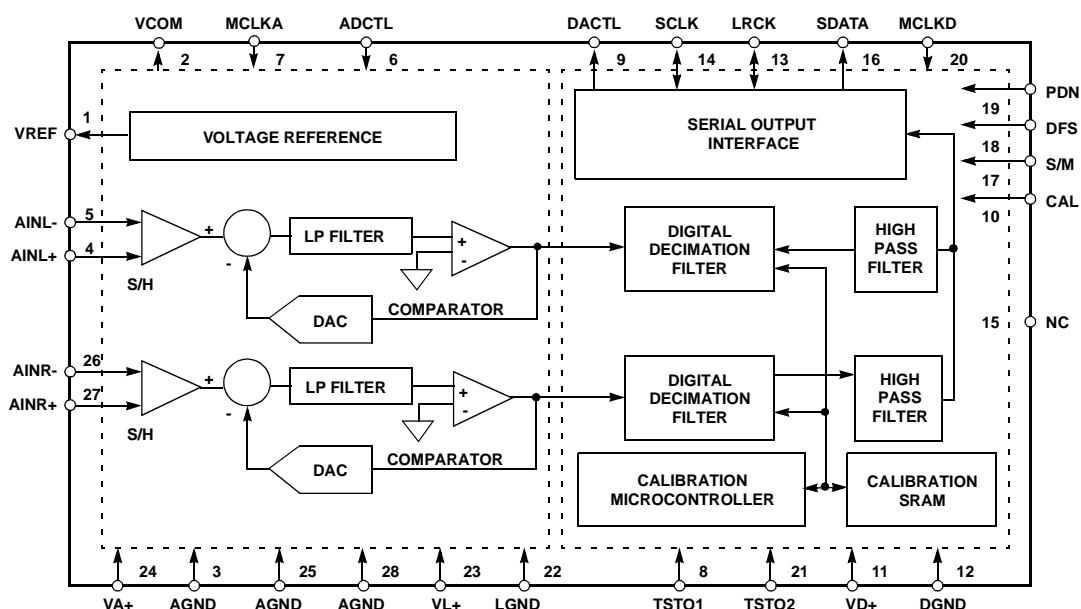 VCOM MCLKA ADCTL DACTL SCLK LRCK SDATA MCLKD
2 7 6 9 14 13 16 20
PDN
19
DFS
18
S/M
17
CAL
10
VREF
1
VOLTAGE REFERENCE
SERIAL OUTPUT
INTERFACE
AINL-
5
AINL+
4
S/H
+
-
LP FILTER
+
-
DAC
COMPARATOR
DIGITAL
DECIMATION
FILTER
HIGH
PASS
FILTER
15 NC
AINR-
26
AINR+
27
S/H
+
-
LP FILTER
+
-
DAC
COMPARATOR
DIGITAL
DECIMATION
FILTER
HIGH
PASS
FILTER
CALIBRATION
MICROCONTROLLER
CALIBRATION
SRAM
24 3 25 28 23 22 8 21 11 12
VA+ AGND AGND AGND VL+ LGND TSTO1 TSTO2 VD+ DGND